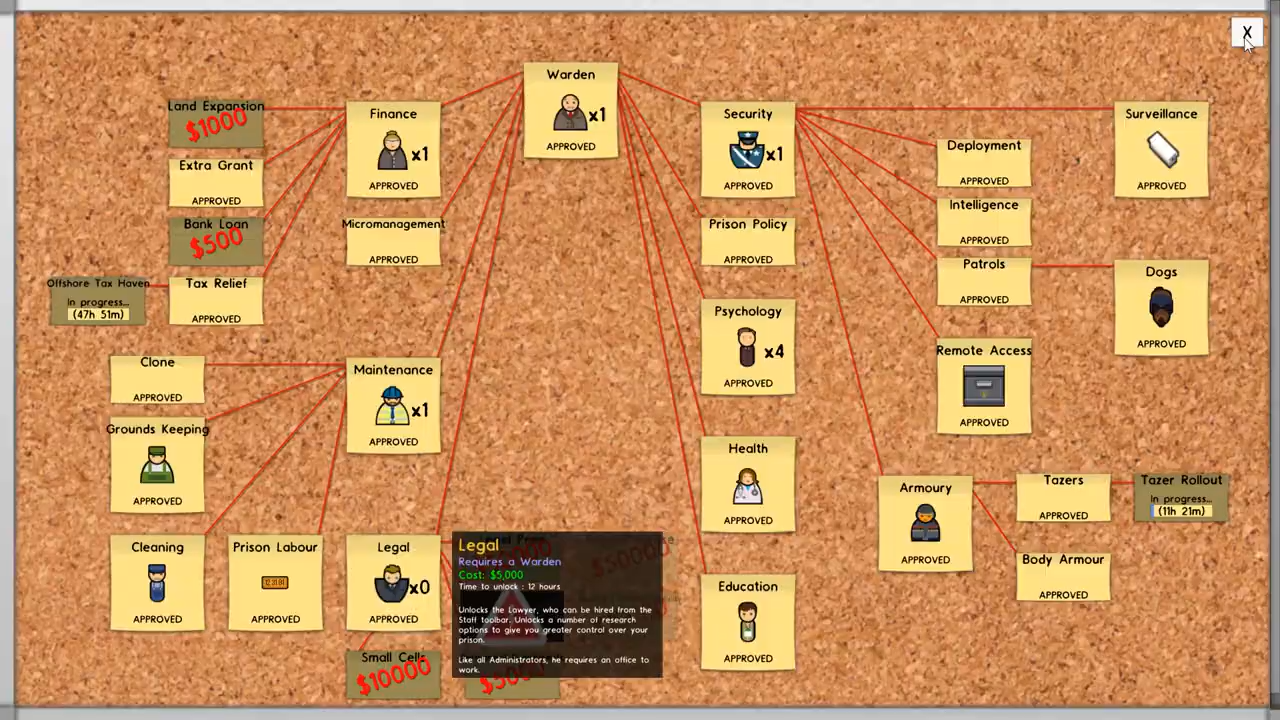 X
Warden
x1
APPROVED
Land Expansion
$1000
Finance
x1
APPROVED
Security
x1
APPROVED
Surveillance
APPROVED
Extra Grant
APPROVED
Deployment
APPROVED
Intelligence
APPROVED
Bank Loan
$500
Micromanagement
APPROVED
Prison Policy
APPROVED
Patrols
APPROVED
Dogs
APPROVED
Offshore Tax Haven
In progress...
(47h 51m)
Tax Relief
APPROVED
Psychology
x4
APPROVED
Remote Access
APPROVED
Clone
APPROVED
Maintenance
x1
APPROVED
Grounds Keeping
APPROVED
Health
APPROVED
Armoury
APPROVED
Tazers
APPROVED
Tazer Rollout
In progress...
(11h 21m)
Body Armour
APPROVED
Cleaning
APPROVED
Prison Labour
APPROVED
Legal
x0
APPROVED
Legal
Requires a Warden
Cost: $5,000
Time to unlock : 12 hours
Unlocks the Lawyer, who can be hired from the
Staff toolbar. Unlocks a number of research
options to give you greater control over your
prison.
Like all Administrators, he requires an office to
work.
$50000
Education
APPROVED
Small Cells
$10000